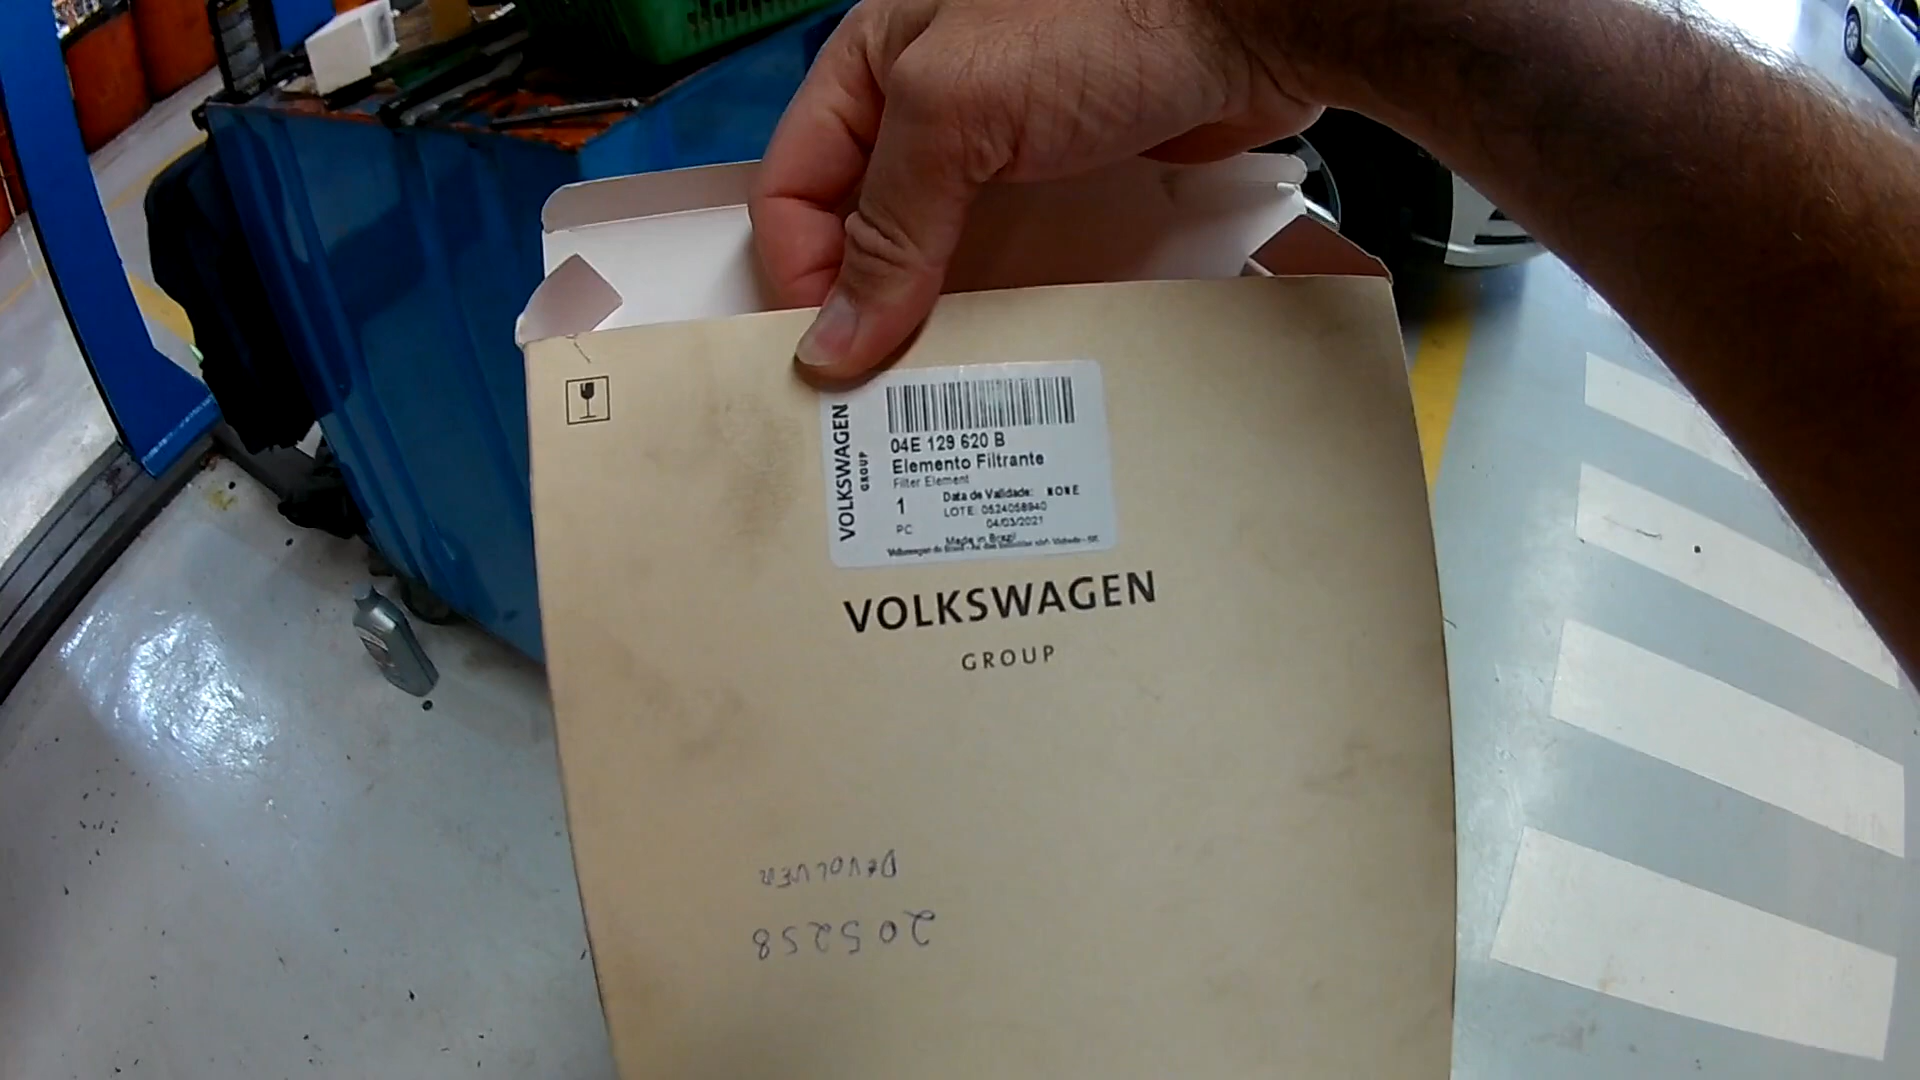 VOLKSWAGEN
GROUP
04E 129 620 B
Elemento Filtrante
Filter Element
1
PC
Data de Validade: NONE
LOTE: 0524058940
04/03/2021
Made in Brazil
VOLKSWAGEN
GROUP
DEVOLVER
205258